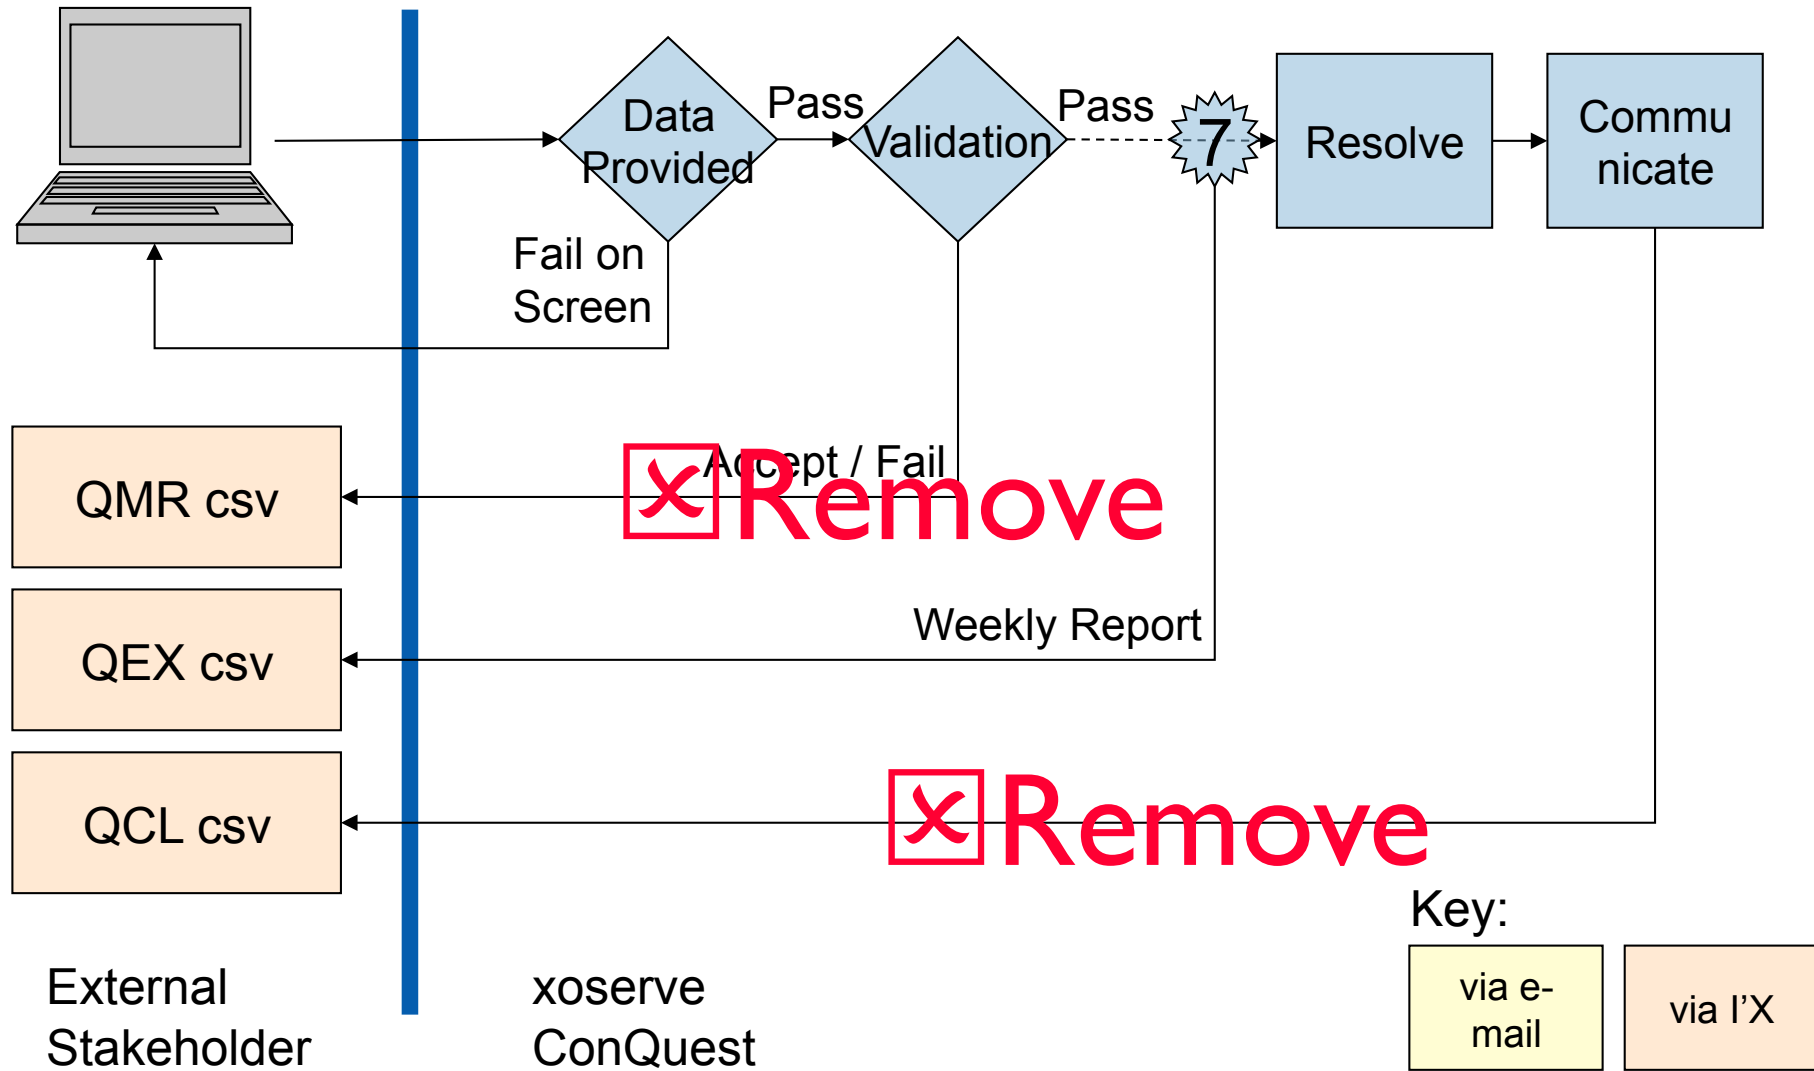 Data
Provided
Pass
Validation
Pass
7
Resolve
Commu
nicate
Fail on
Screen
QMR csv
Accept / Fail
x Remove
QEX csv
Weekly Report
QCL csv
x Remove
Key:
via e-
mail
via I’X
External
Stakeholder
xoserve
ConQuest